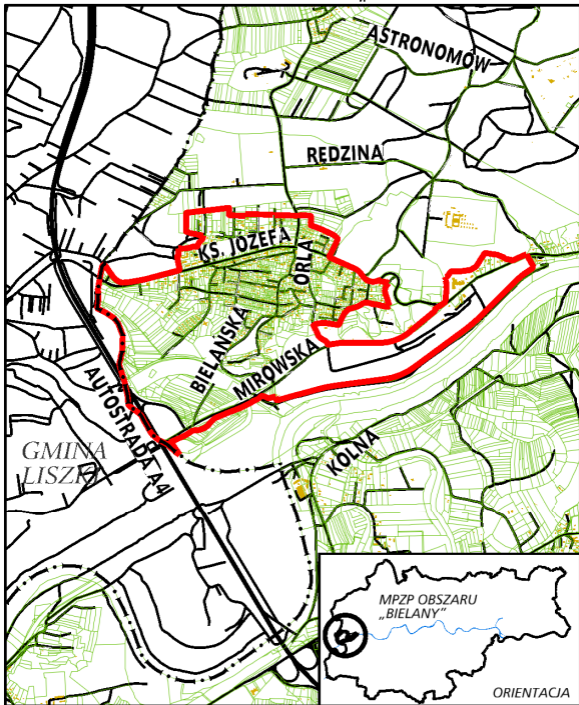 ASTRONOMÓW
RĘDZINA
KS. JÓZEFA
ORLA
BIELAŃSKA
MIROWSKA
AUTOSTRADA A4
GMINA
LISZKI
KOLNA
MPZP OBSZARU
„BIELANY”
ORIENTACJA